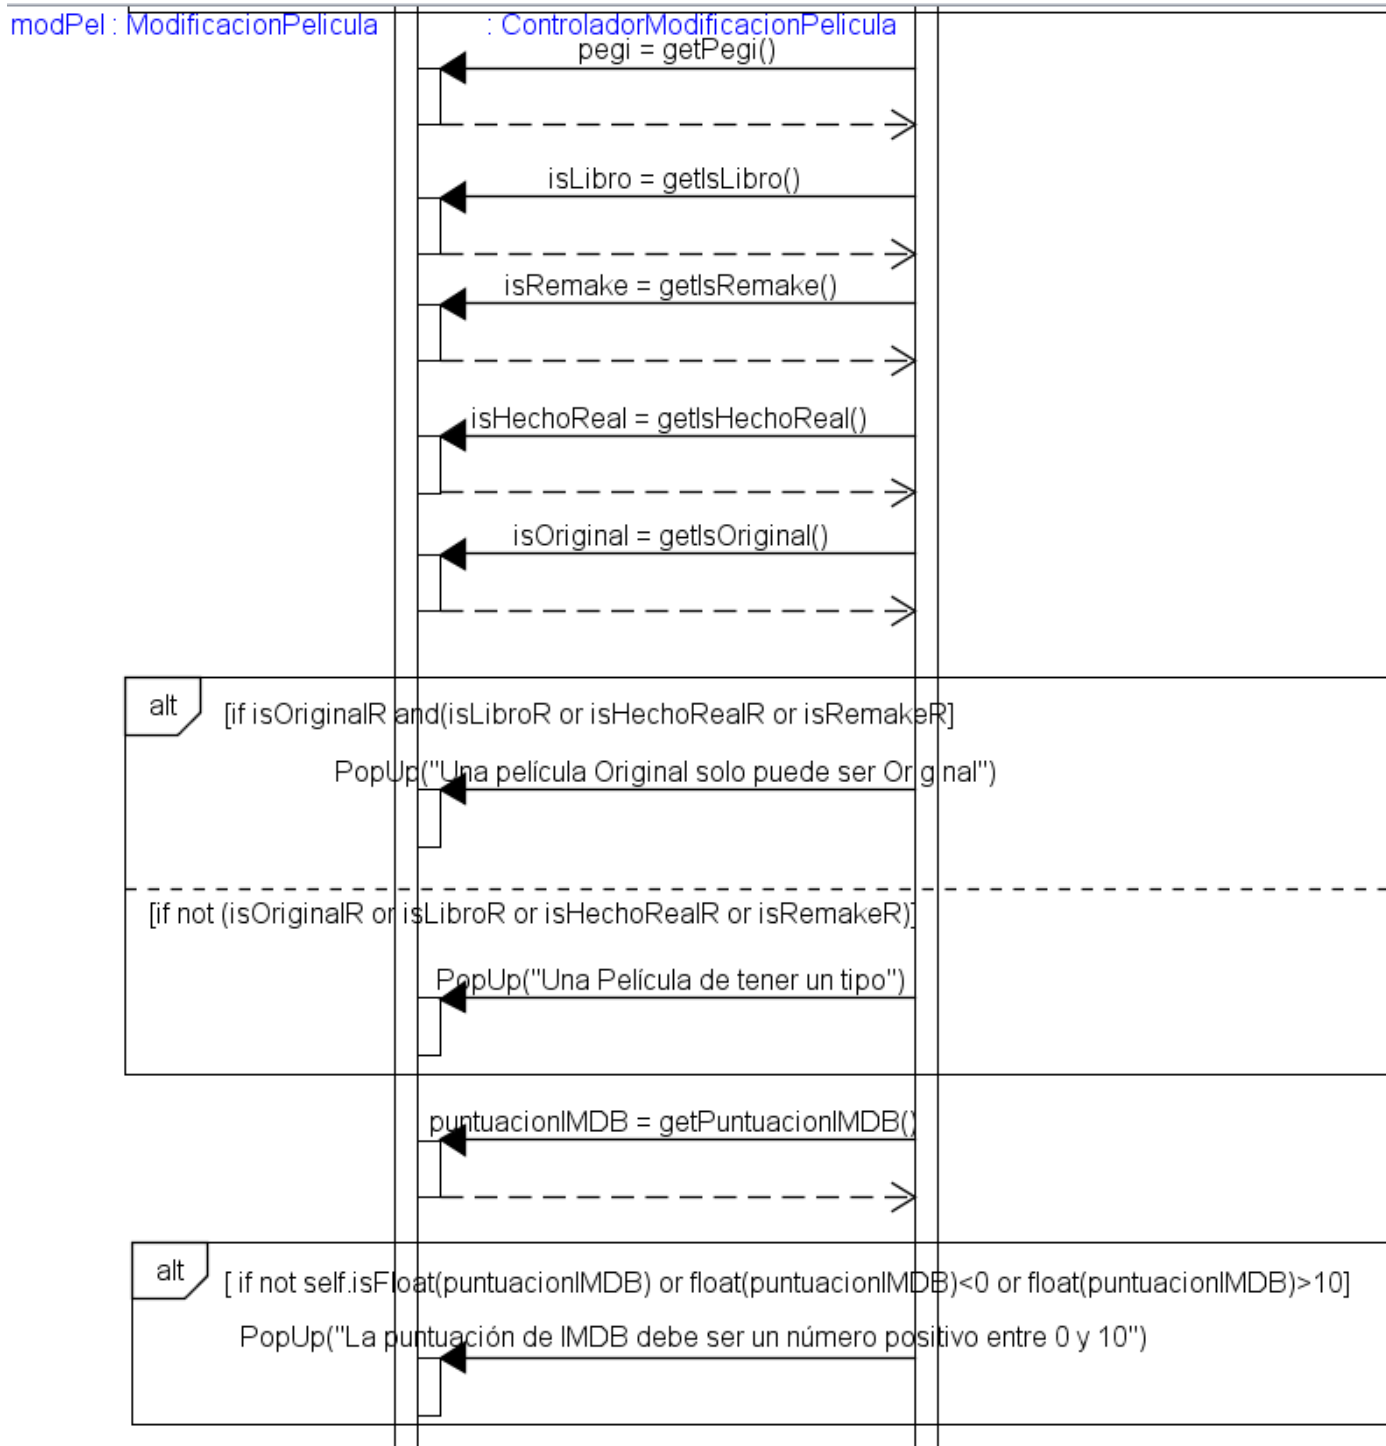 modPel : ModificacionPelicula : ControladorModificacionPelicula
pegi = getPegi()
isLibro = getIsLibro()
isRemake = getIsRemake()
isHechoReal = getIsHechoReal()
isOriginal = getIsOriginal()
alt [if isOriginalR and(isLibroR or isHechoRealR or isRemakeR]
PopUp("Una película Original solo puede ser Original")
[if not (isOriginalR or isLibroR or isHechoRealR or isRemakeR)]
PopUp("Una Película de tener un tipo")
puntuacionIMDB = getPuntuacionIMDB()
alt [ if not self.isFloat(puntuacionIMDB) or float(puntuacionIMDB)<0 or float(puntuacionIMDB)>10]
PopUp("La puntuación de IMDB debe ser un número positivo entre 0 y 10")